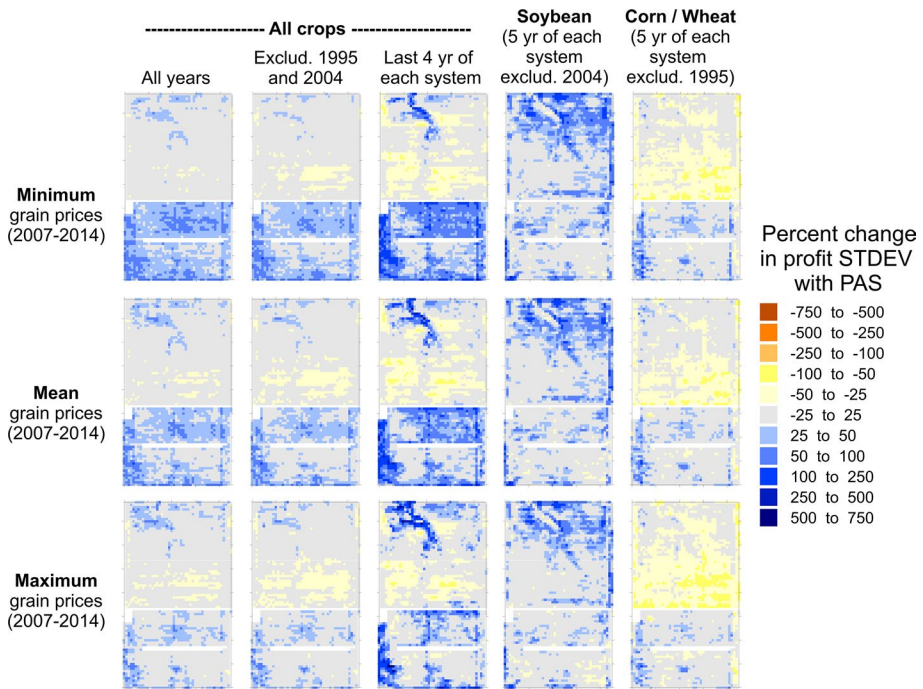 ----------------- All crops -----------------
Soybean
(5 yr of each
system
exclud. 2004)
Corn / Wheat
(5 yr of each
system
exclud. 1995)
All years
Exclud. 1995
and 2004
Last 4 yr of
each system
Minimum
grain prices
(2007-2014)
Mean
grain prices
(2007-2014)
Maximum
grain prices
(2007-2014)
Percent change
in profit STDEV
with PAS
-750 to -500
-500 to -250
-250 to -100
-100 to -50
-50 to -25
-25 to 25
25 to 50
50 to 100
100 to 250
250 to 500
500 to 750